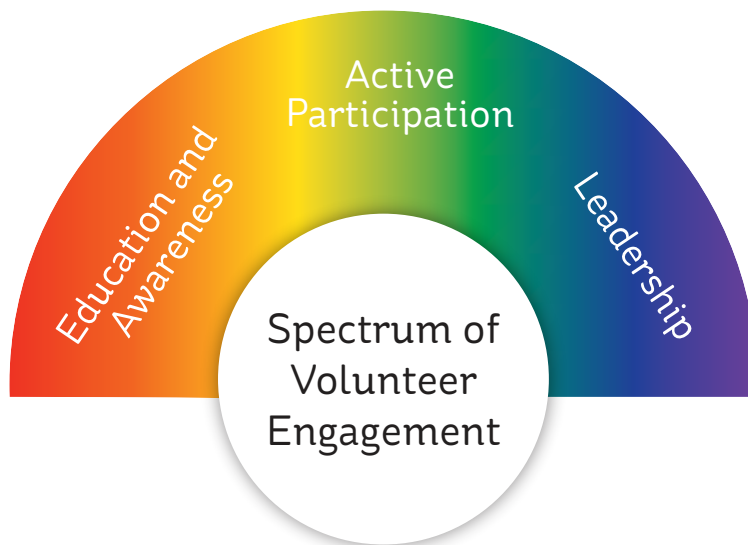 Education and
Awareness
Active
Participation
Leadership
Spectrum of
Volunteer
Engagement